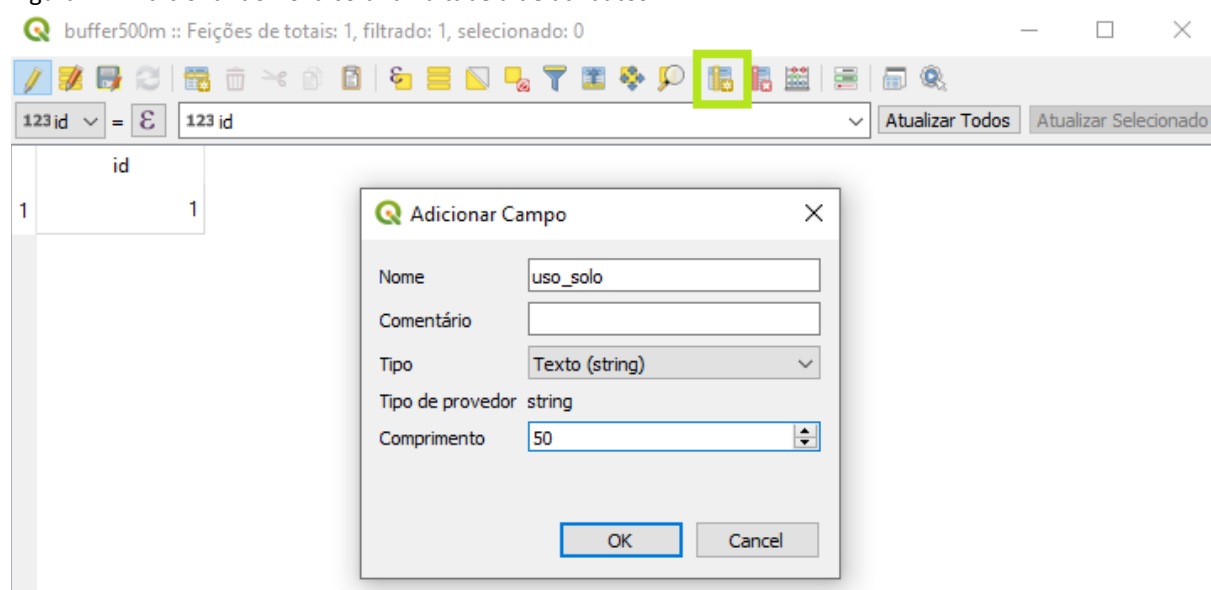 buffer500m :: Feições de totais: 1, filtrado: 1, selecionado: 0
123 id = ε 123 id Atualizar Todos Atualizar Selecionado
id
1 1
Adicionar Campo
Nome uso_solo
Comentário
Tipo Texto (string)
Tipo de provedor string
Comprimento 50
OK Cancel